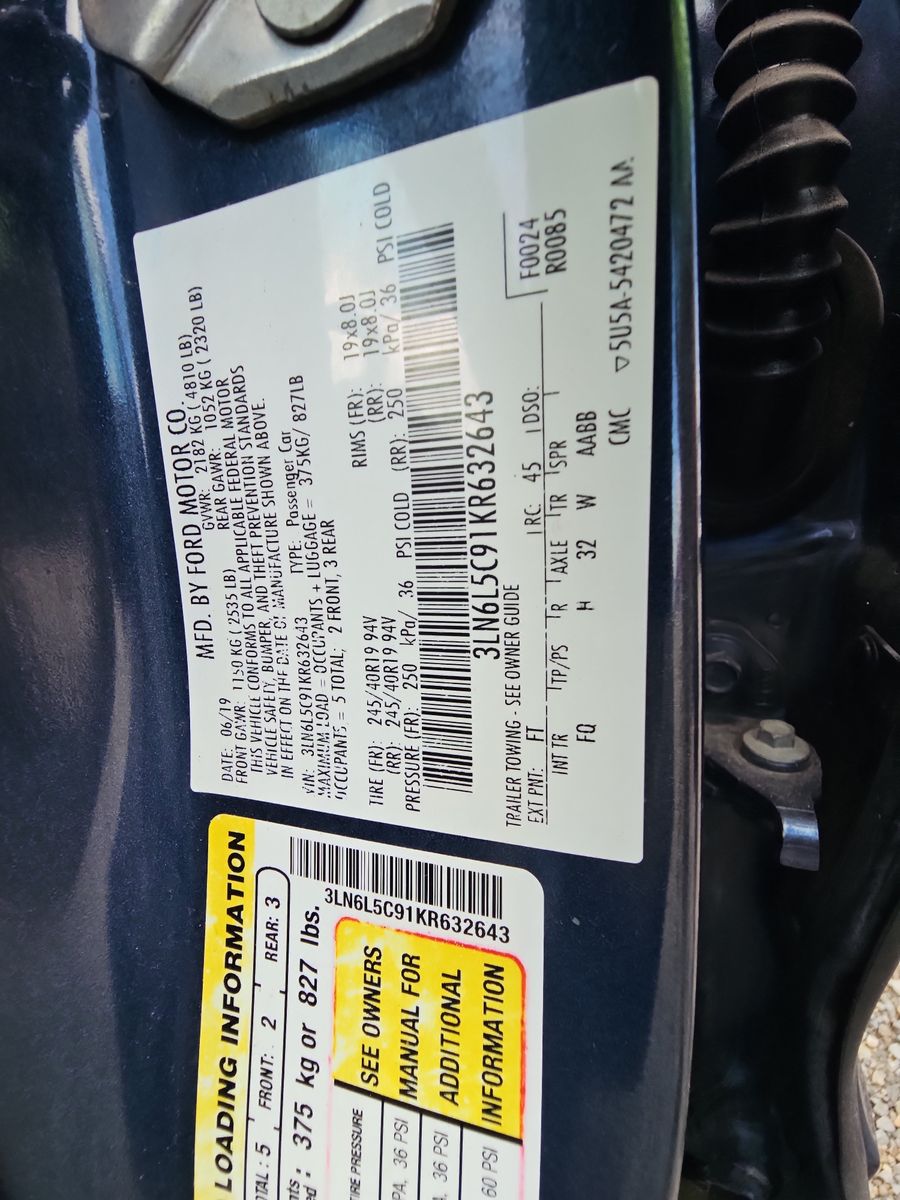 MFD. BY FORD MOTOR CO.
DATE: 06/19 GVWR: 2182 KG ( 4810 LB)
FRONT GAWR: 1150 KG ( 2535 LB) REAR GAWR: 1052 KG ( 2320 LB)
THIS VEHICLE CONFORMS TO ALL APPLICABLE FEDERAL MOTOR
VEHICLE SAFETY, BUMPER, AND THEFT PREVENTION STANDARDS
IN EFFECT ON THE DATE OF MANUFACTURE SHOWN ABOVE.
VIN: 3LN6L5C91KR632643 TYPE: Passenger Car
MAXIMUM LOAD = OCCUPANTS + LUGGAGE = 375KG/ 827LB
OCCUPANTS = 5 TOTAL; 2 FRONT, 3 REAR
TIRE (FR): 245/40R19 94V RIMS (FR): 19x8.0J
(RR): 245/40R19 94V (RR): 19x8.0J
PRESSURE (FR): 250 kPa/ 36 PSI COLD (RR): 250 kPa/ 36 PSI COLD
3LN6L5C91KR632643
TRAILER TOWING - SEE OWNER GUIDE
F0024
R0085
EXT PNT: FT RC: 45 DSO:
INT TR TP/PS R AXLE TR SPR
FQ H 32 W AABB
CMC ▽5U5A-5420472 AA
LOADING INFORMATION
TAL: 5 FRONT: 2 REAR: 3
nts : 375 kg or 827 lbs.
3LN6L5C91KR632643
IRE PRESSURE
PA, 36 PSI
A, 36 PSI
60 PSI
SEE OWNERS
MANUAL FOR
ADDITIONAL
INFORMATION